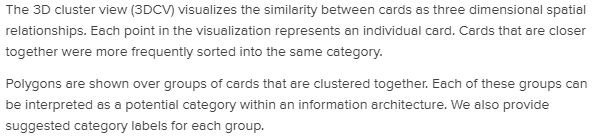 The 3D cluster view (3DCV) visualizes the similarity between cards as three dimensional spatial
relationships. Each point in the visualization represents an individual card. Cards that are closer
together were more frequently sorted into the same category.
Polygons are shown over groups of cards that are clustered together. Each of these groups can
be interpreted as a potential category within an information architecture. We also provide
suggested category labels for each group.